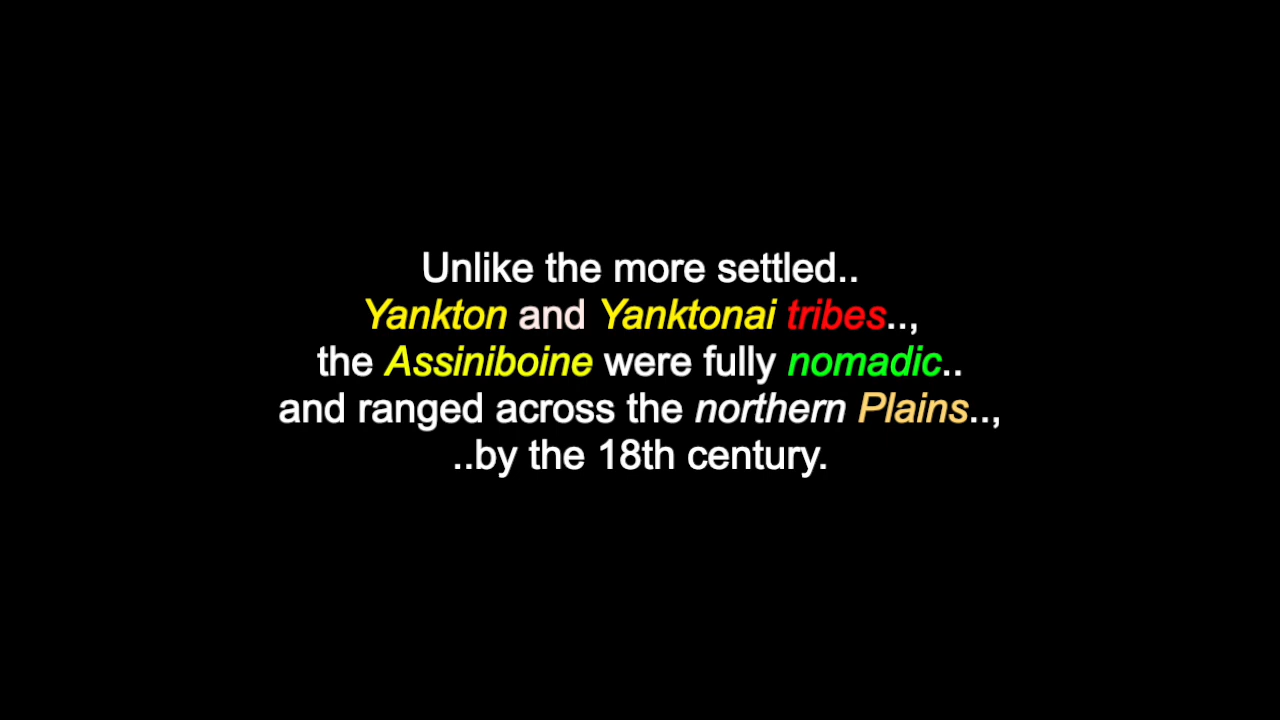 Unlike the more settled..
Yankton and Yanktonai tribes..,
the Assiniboine were fully nomadic..
and ranged across the northern Plains..,
..by the 18th century.